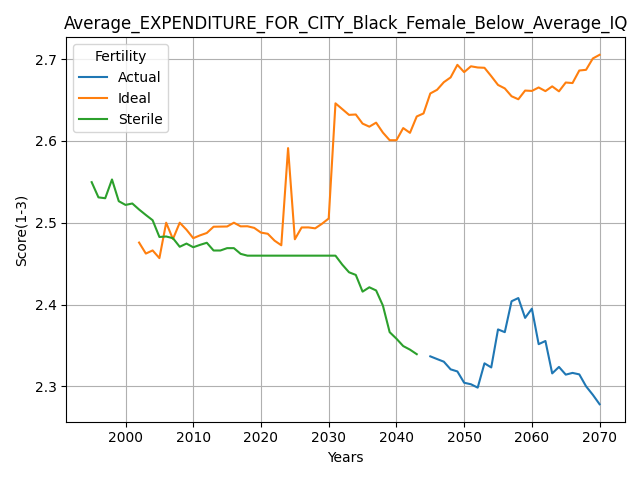 Average_EXPENDITURE_FOR_CITY_Black_Female_Below_Average_IQ
Fertility
Actual
Ideal
Sterile
Score(1-3)
2.7
2.6
2.5
2.4
2.3
2000 2010 2020 2030 2040 2050 2060 2070
Years